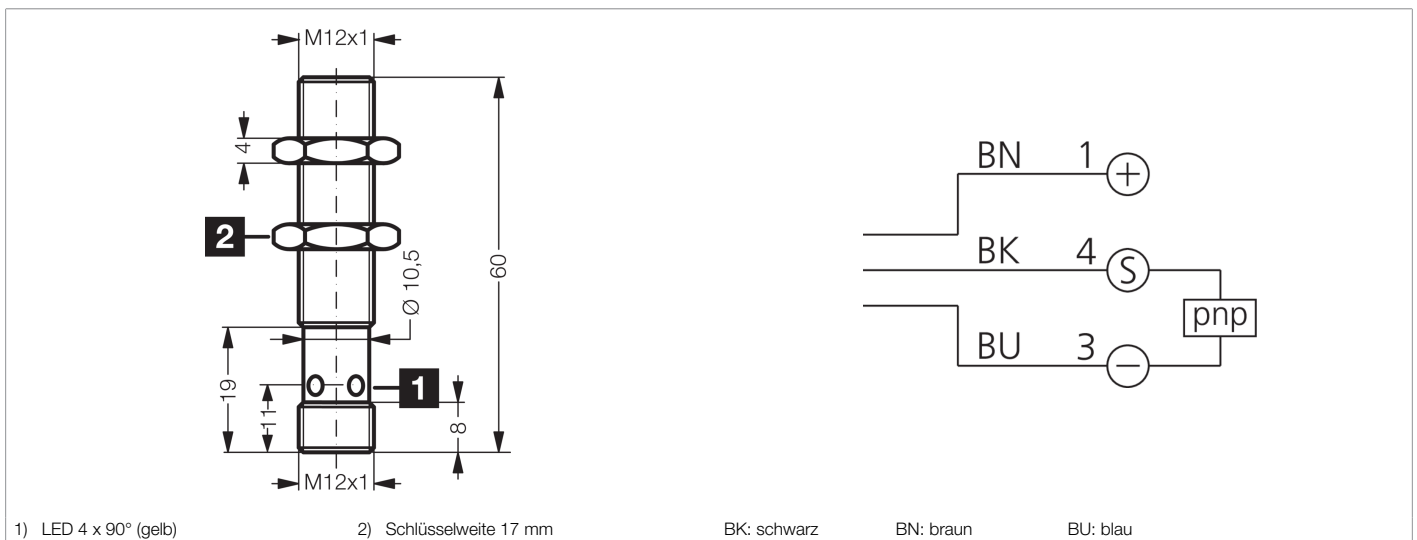 M12x1
4
2
Ø 10,5
60
19
11
1
8
M12x1
BN 1 +
BK 4 S
pnp
BU 3 −
1) LED 4 x 90° (gelb)
2) Schlüsselweite 17 mm
BK: schwarz
BN: braun
BU: blau